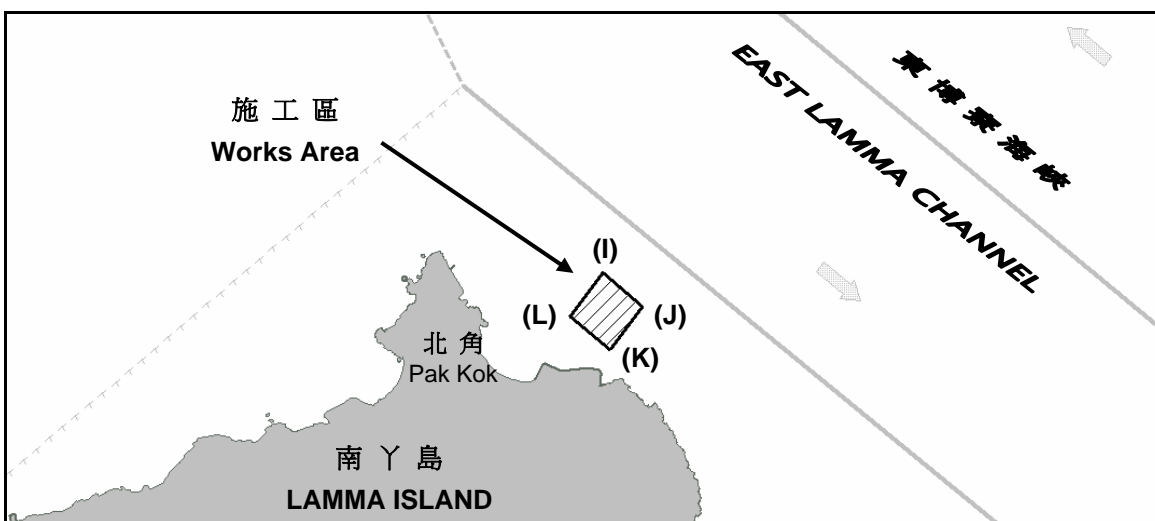 東博寮海峽
EAST LAMMA CHANNEL
施工區
Works Area
(I)
(L)
(J)
(K)
北角
Pak Kok
南丫島
LAMMA ISLAND